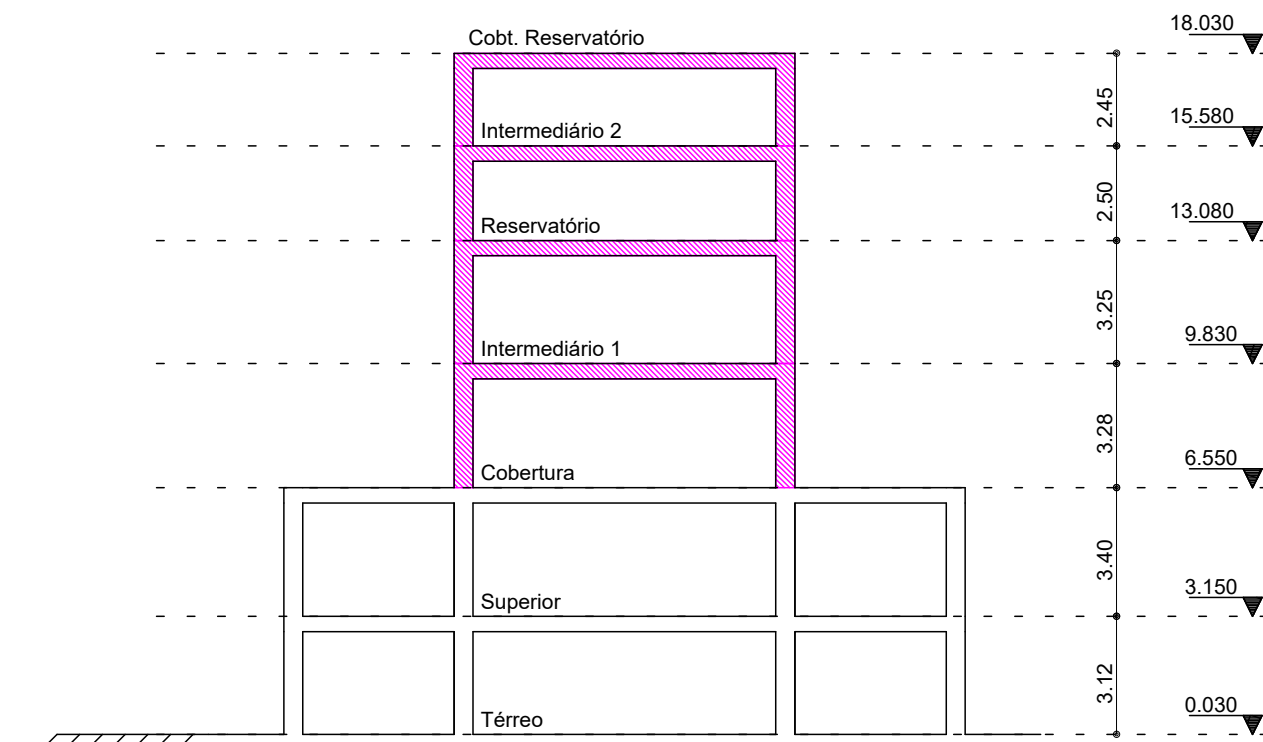 18.030
Cobt. Reservatório
2.45
15.580
Intermediário 2
2.50
13.080
Reservatório
3.25
9.830
Intermediário 1
3.28
6.550
Cobertura
3.40
3.150
Superior
3.12
0.030
Térreo